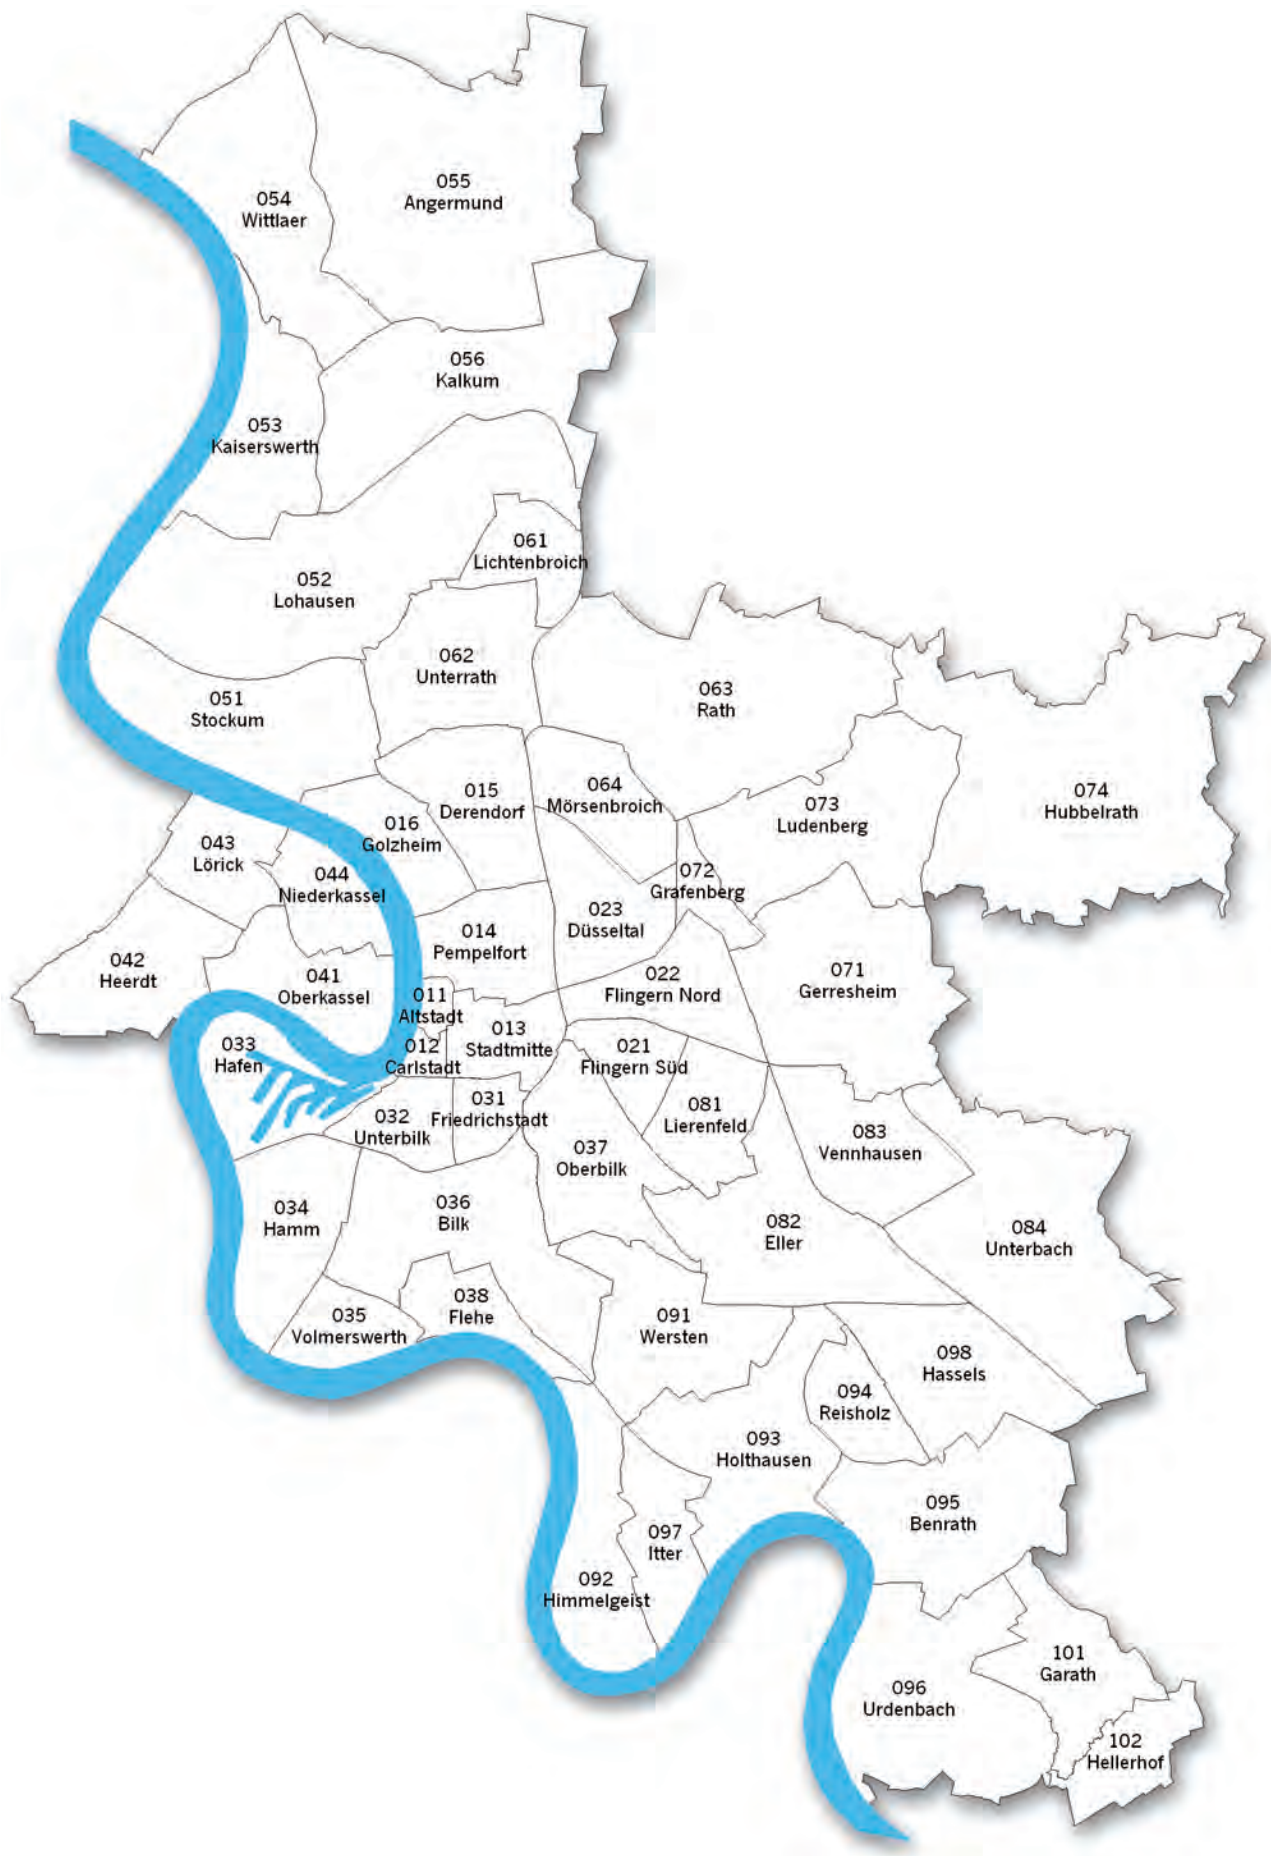 055
Angermund
054
Wittlaer
056
Kalkum
053
Kaiserswerth
061
Lichtenbroich
052
Lohausen
062
Unterrath
063
Rath
051
Stockum
015
Derendorf
064
Mörsenbroich
074
Hubbelrath
073
Ludenberg
016
Golzheim
043
Lörick
044
Niederkassel
072
Grafenberg
023
Düsseltal
014
Pempelfort
042
Heerdt
041
Oberkassel
022
Flingern Nord
071
Gerresheim
011
Altstadt
013
Stadtmitte
033
Hafen
012
Carlstadt
021
Flingern Süd
031
Friedrichstadt
081
Lierenfeld
032
Unterbilk
083
Vennhausen
037
Oberbilk
034
Hamm
036
Bilk
082
Eller
084
Unterbach
038
Flehe
035
Volmerswerth
091
Wersten
098
Hassels
094
Reisholz
093
Holthausen
095
Benrath
097
Itter
092
Himmelgeist
101
Garath
096
Urdenbach
102
Hellerhof